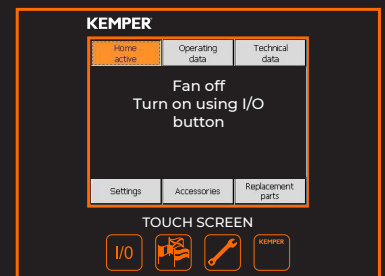 KEMPER
Home
active
Operating
data
Technical
data
Fan off
Turn on using I/O
button
Settings
Accessories
Replacement
parts
TOUCH SCREEN
I/0
KEMPER